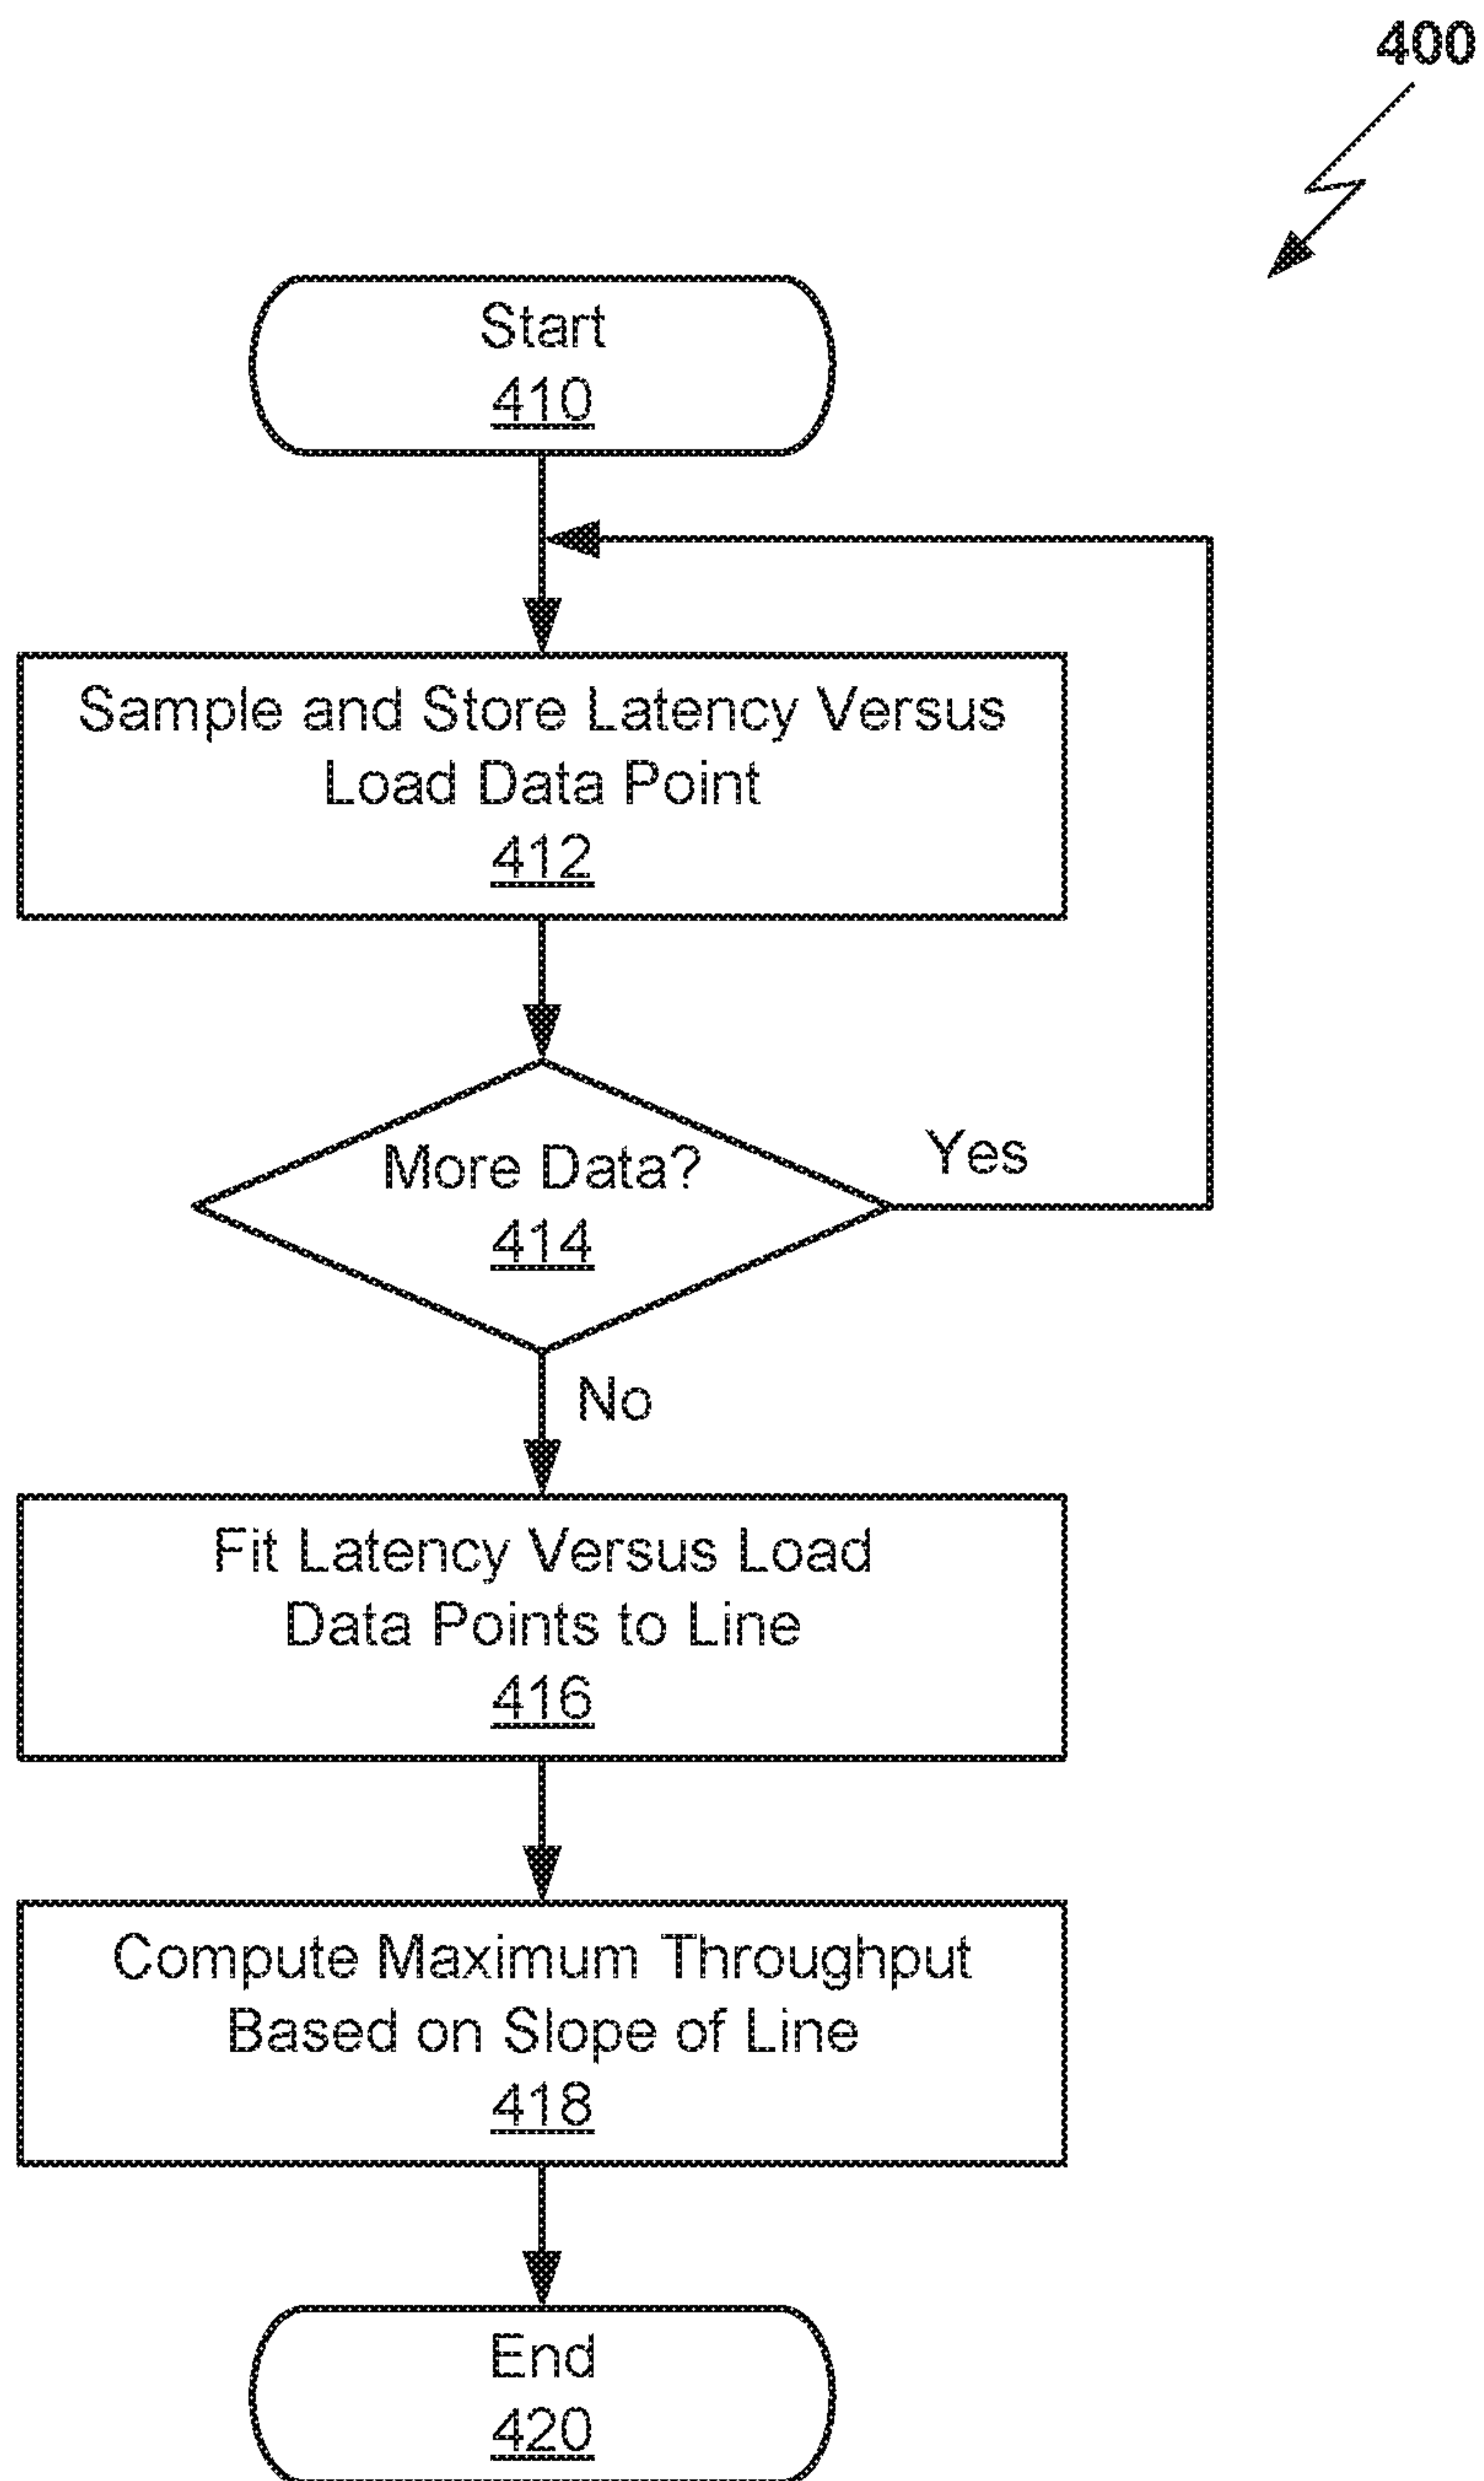 400
Start
410
Sample and Store Latency Versus
Load Data Point
412
More Data?
414
Yes
No
Fit Latency Versus Load
Data Points to Line
416
Compute Maximum Throughput
Based on Slope of Line
418
End
420